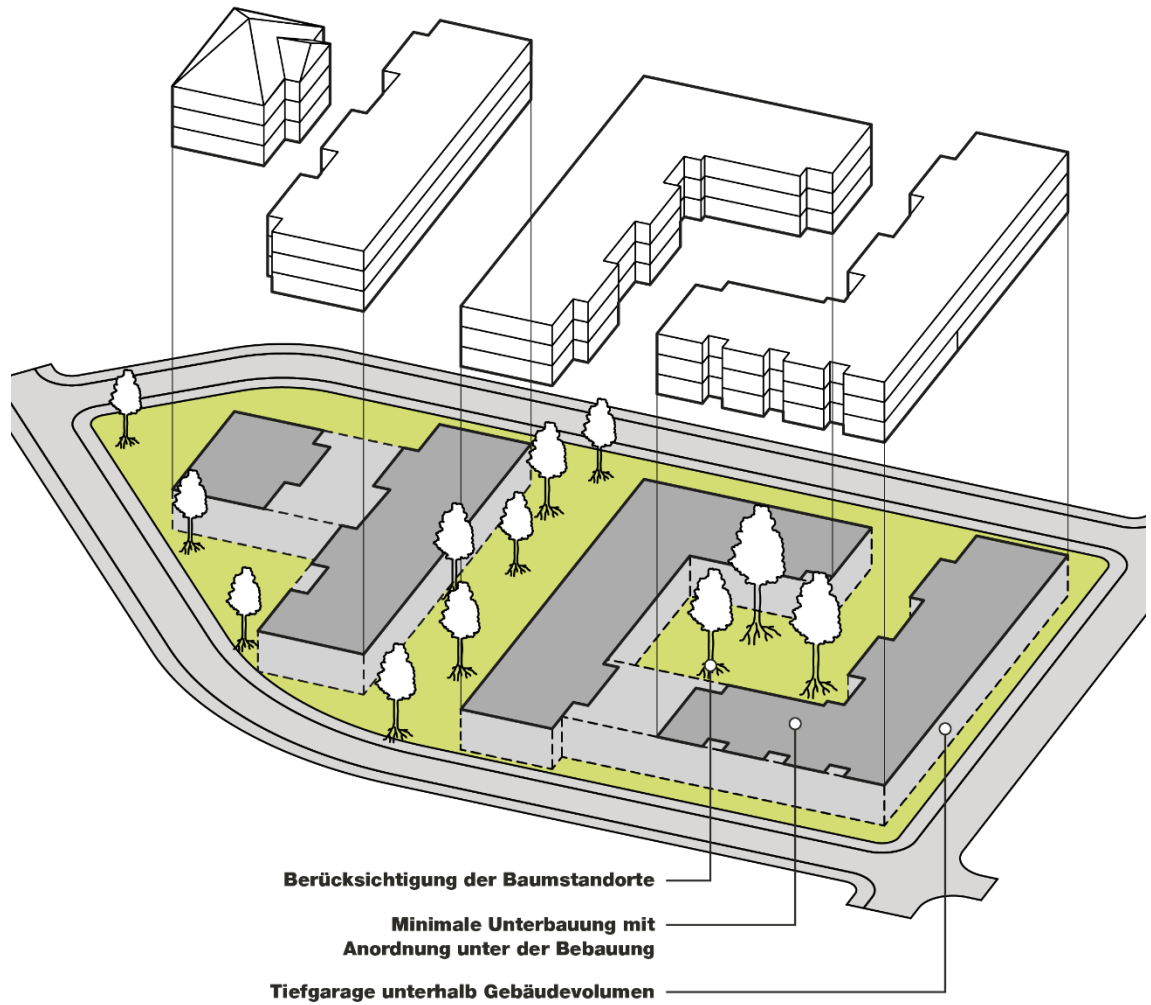 Berücksichtigung der Baumstandorte
Minimale Unterbauung mit
Anordnung unter der Bebauung
Tiefgarage unterhalb Gebäudevolumen